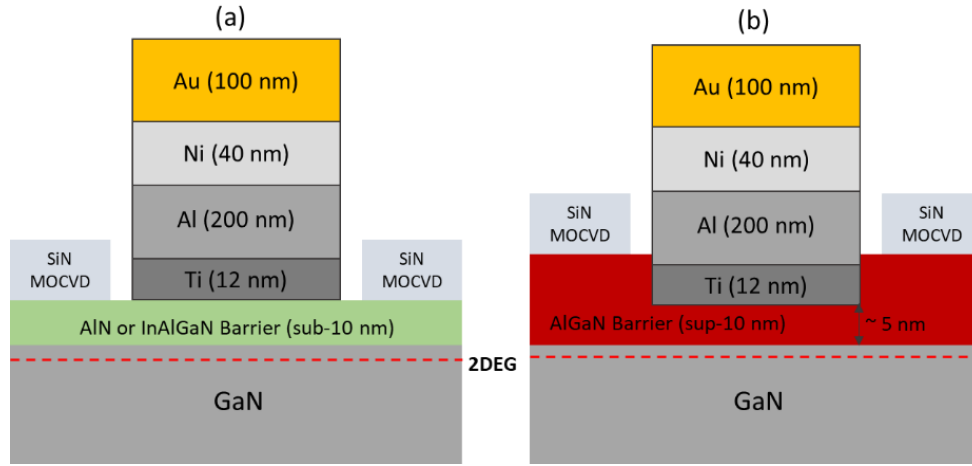 (a)
Au (100 nm)
Ni (40 nm)
Al (200 nm)
SiN
MOCVD
Ti (12 nm)
SiN
MOCVD
AlN or InAlGaN Barrier (sub-10 nm)
2DEG
GaN
(b)
Au (100 nm)
Ni (40 nm)
SiN
MOCVD
Al (200 nm)
SiN
MOCVD
Ti (12 nm)
AlGaN Barrier (sup-10 nm)
~ 5 nm
GaN